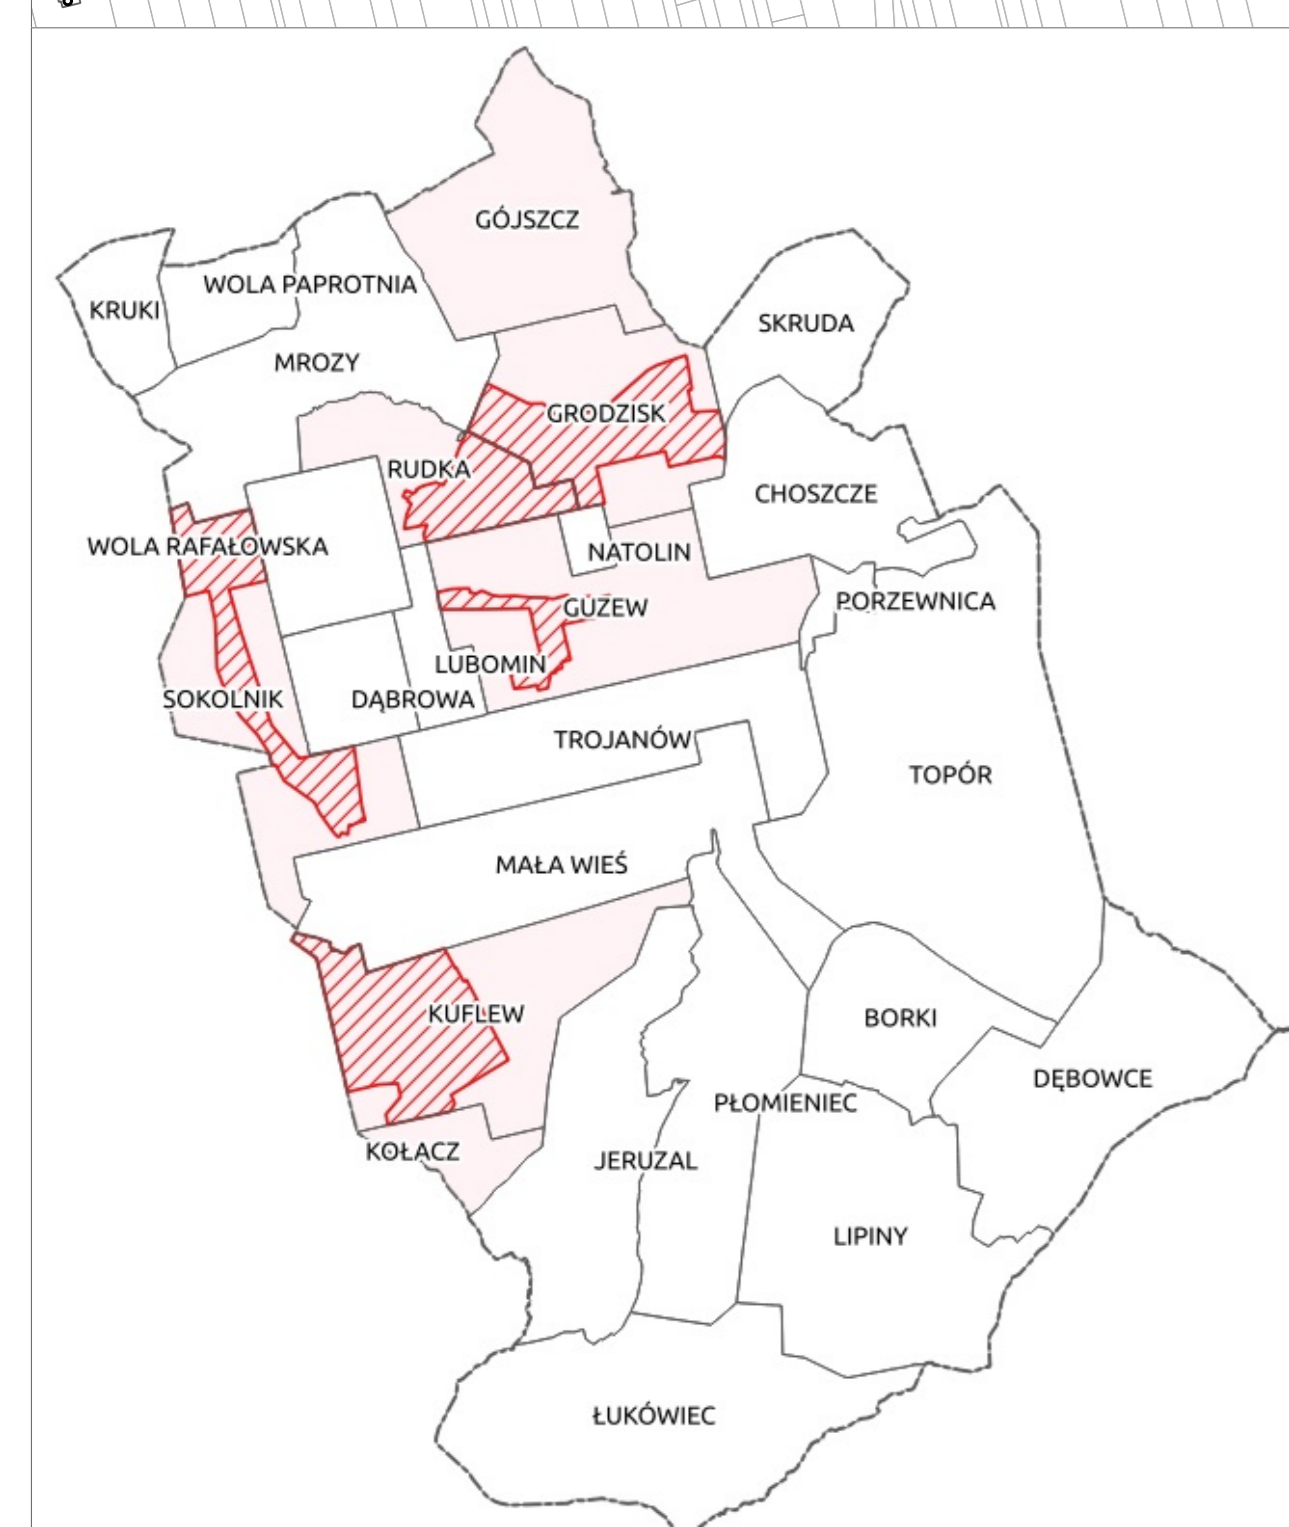 GÓJSZCZ
WOLA PAPROTNIA
KRUKI
SKRUDA
MROZY
GRODZISK
RUDKA
CHOSZCZE
WOLA RAFAŁOWSKA
NATOLIN
PORZEWNICA
GUZEW
LUBOMIN
SOKOLNIK
DĄBROWA
TROJANÓW
TOPÓR
MAŁA WIEŚ
KUFLEW
BORKI
DĘBOWCE
PŁOMIENIEC
KOŁACZ
JERUZAL
LIPINY
ŁUKÓWIEC